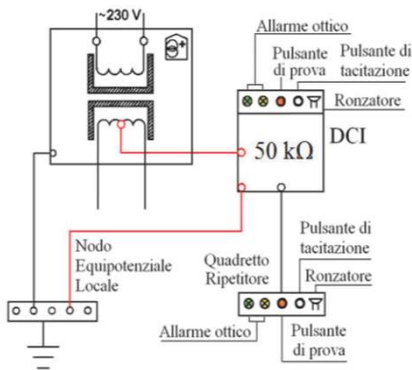 ~230 V
Allarme ottico
Pulsante
di prova
Pulsante di
tacitazione
Ronzatore
50 kΩ
DCI
Nodo
Equipotenziale
Locale
Quadretto
Ripetitore
Pulsante di
tacitazione
Ronzatore
Allarme ottico
Pulsante
di prova